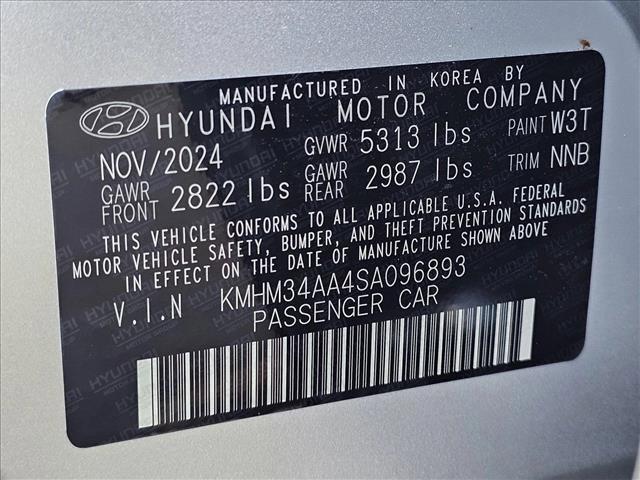 MANUFACTURED IN KOREA BY
HYUNDAI MOTOR COMPANY
NOV/2024 GVWR 5313 lbs PAINT W3T
GAWR FRONT 2822 lbs GAWR REAR 2987 lbs TRIM NNB
THIS VEHICLE CONFORMS TO ALL APPLICABLE U.S.A. FEDERAL
MOTOR VEHICLE SAFETY, BUMPER, AND THEFT PREVENTION STANDARDS
IN EFFECT ON THE DATE OF MANUFACTURE SHOWN ABOVE
V.I.N KMHM34AA4SA096893
PASSENGER CAR